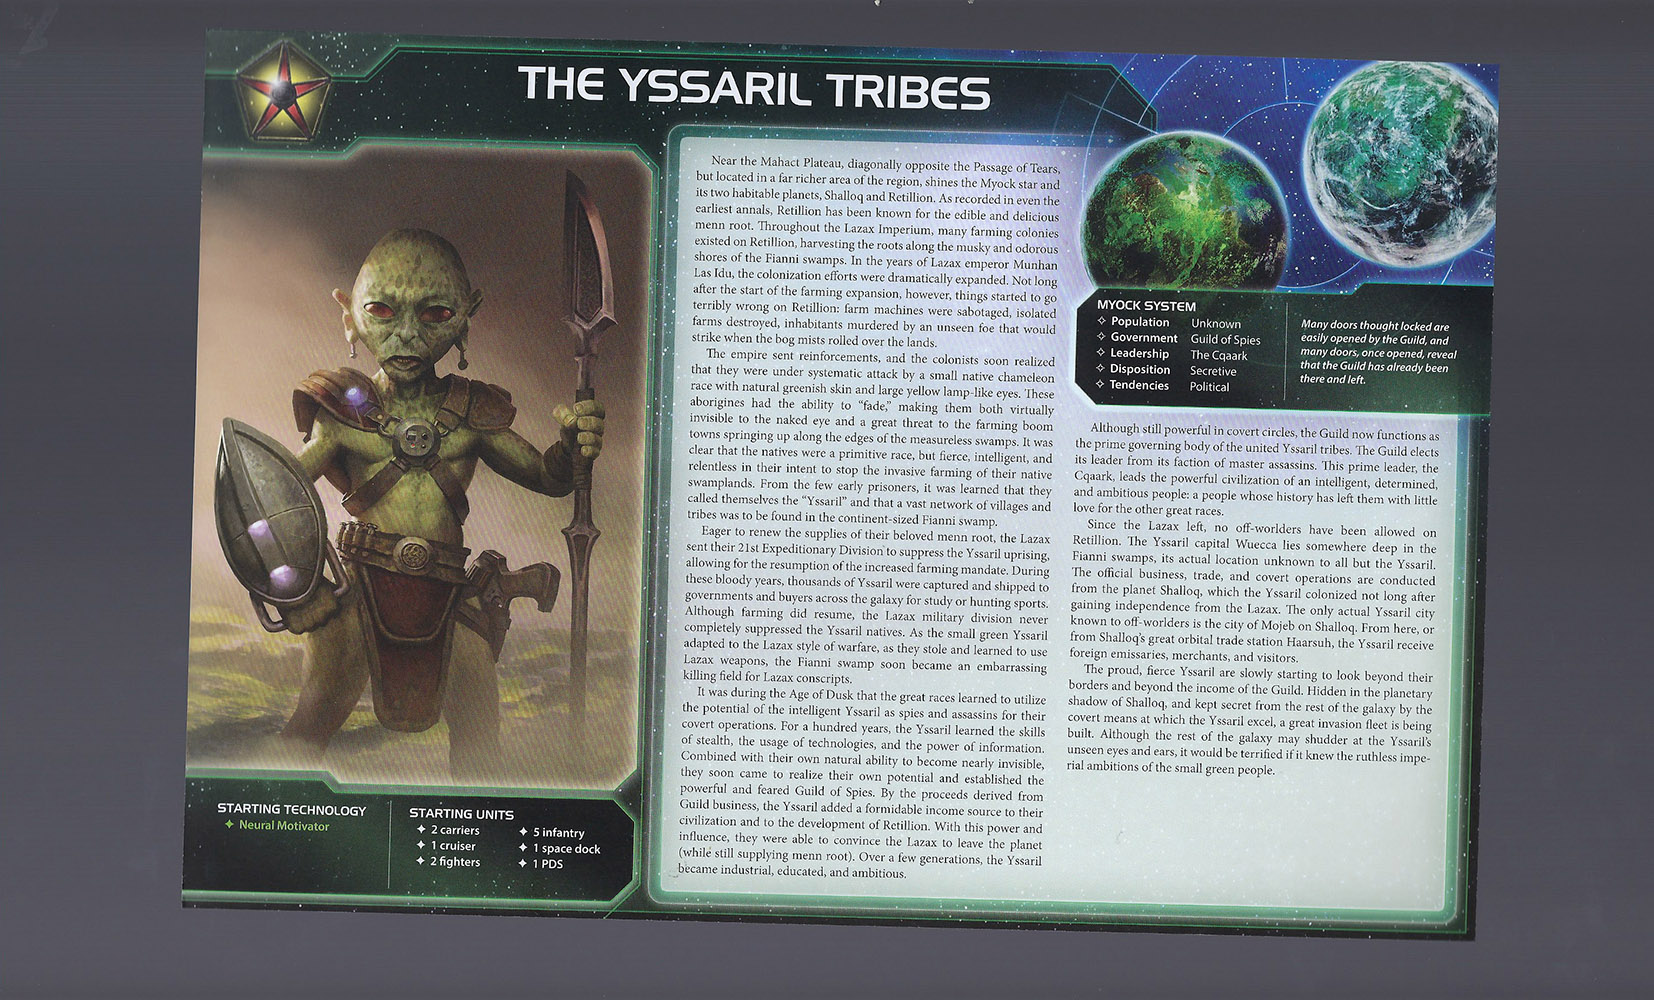 THE YSSARIL TRIBES
Near the Mahact Plateau, diagonally opposite the Passage of Tears,
but located in a far richer area of the region, shines the Myock star and
its two habitable planets, Shalloq and Retillion. As recorded in even the
earliest annals, Retillion has been known for the edible and delicious
menn root. Throughout the Lazax Imperium, many farming colonies
existed on Retillion, harvesting the roots along the musky and odorous
shores of the Fianni swamps. In the years of Lazax emperor Munhan
Las Idu, the colonization efforts were dramatically expanded. Not long
after the start of the farming expansion, however, things started to go
terribly wrong on Retillion: farm machines were sabotaged, isolated
farms destroyed, inhabitants murdered by an unseen foe that would
strike when the bog mists rolled over the lands.
The empire sent reinforcements, and the colonists soon realized
that they were under systematic attack by a small native chameleon
race with natural greenish skin and large yellow lamp-like eyes. These
aborigines had the ability to “fade,” making them both virtually
invisible to the naked eye and a great threat to the farming boom
towns springing up along the edges of the measureless swamps. It was
clear that the natives were a primitive race, but fierce, intelligent, and
relentless in their intent to stop the invasive farming of their native
swamplands. From the few early prisoners, it was learned that they
called themselves the “Yssaril” and that a vast network of villages and
tribes was to be found in the continent-sized Fianni swamp.
Eager to renew the supplies of their beloved menn root, the Lazax
sent their 21st Expeditionary Division to suppress the Yssaril uprising,
allowing for the resumption of the increased farming mandate. During
these bloody years, thousands of Yssaril were captured and shipped to
governments and buyers across the galaxy for study or hunting sports.
Although farming did resume, the Lazax military division never
completely suppressed the Yssaril natives. As the small green Yssaril
adapted to the Lazax style of warfare, as they stole and learned to use
Lazax weapons, the Fianni swamp soon became an embarrassing
killing field for Lazax conscripts.
It was during the Age of Dusk that the great races learned to utilize
the potential of the intelligent Yssaril as spies and assassins for their
covert operations. For a hundred years, the Yssaril learned the skills
of stealth, the usage of technologies, and the power of information.
Combined with their own natural ability to become nearly invisible,
they soon came to realize their own potential and established the
powerful and feared Guild of Spies. By the proceeds derived from
Guild business, the Yssaril added a formidable income source to their
civilization and to the development of Retillion. With this power and
influence, they were able to convince the Lazax to leave the planet
(while still supplying menn root). Over a few generations, the Yssaril
became industrial, educated, and ambitious.
MYOCK SYSTEM
Population Unknown
Government Guild of Spies
Leadership The Cqaark
Disposition Secretive
Tendencies Political
Many doors thought locked are
easily opened by the Guild, and
many doors, once opened, reveal
that the Guild has already been
there and left.
Although still powerful in covert circles, the Guild now functions as
the prime governing body of the united Yssaril tribes. The Guild elects
its leader from its faction of master assassins. This prime leader, the
Cqaark, leads the powerful civilization of an intelligent, determined,
and ambitious people: a people whose history has left them with little
love for the other great races.
Since the Lazax left, no off-worlders have been allowed on
Retillion. The Yssaril capital Wuecca lies somewhere deep in the
Fianni swamps, its actual location unknown to all but the Yssaril.
The official business, trade, and covert operations are conducted
from the planet Shalloq, which the Yssaril colonized not long after
gaining independence from the Lazax. The only actual Yssaril city
known to off-worlders is the city of Mojeb on Shalloq. From here, or
from Shalloq's great orbital trade station Haarsuh, the Yssaril receive
foreign emissaries, merchants, and visitors.
The proud, fierce Yssaril are slowly starting to look beyond their
borders and beyond the income of the Guild. Hidden in the planetary
shadow of Shalloq, and kept secret from the rest of the galaxy by the
covert means at which the Yssaril excel, a great invasion fleet is being
built. Although the rest of the galaxy may shudder at the Yssaril's
unseen eyes and ears, it would be terrified if it knew the ruthless impe-
rial ambitions of the small green people.
STARTING TECHNOLOGY
Neural Motivator
STARTING UNITS
2 carriers
1 cruiser
2 fighters
5 infantry
1 space dock
1 PDS